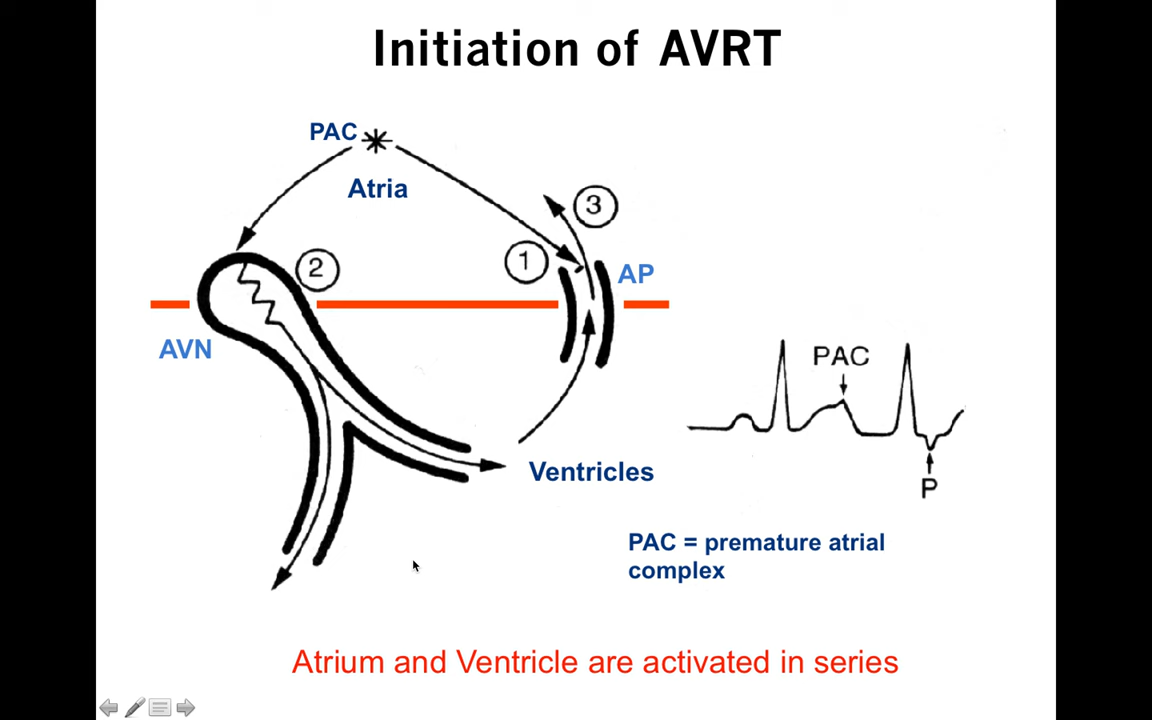 Initiation of AVRT
PAC
Atria
3
1
2
AP
AVN
PAC
Ventricles
P
PAC = premature atrial
complex
Atrium and Ventricle are activated in series